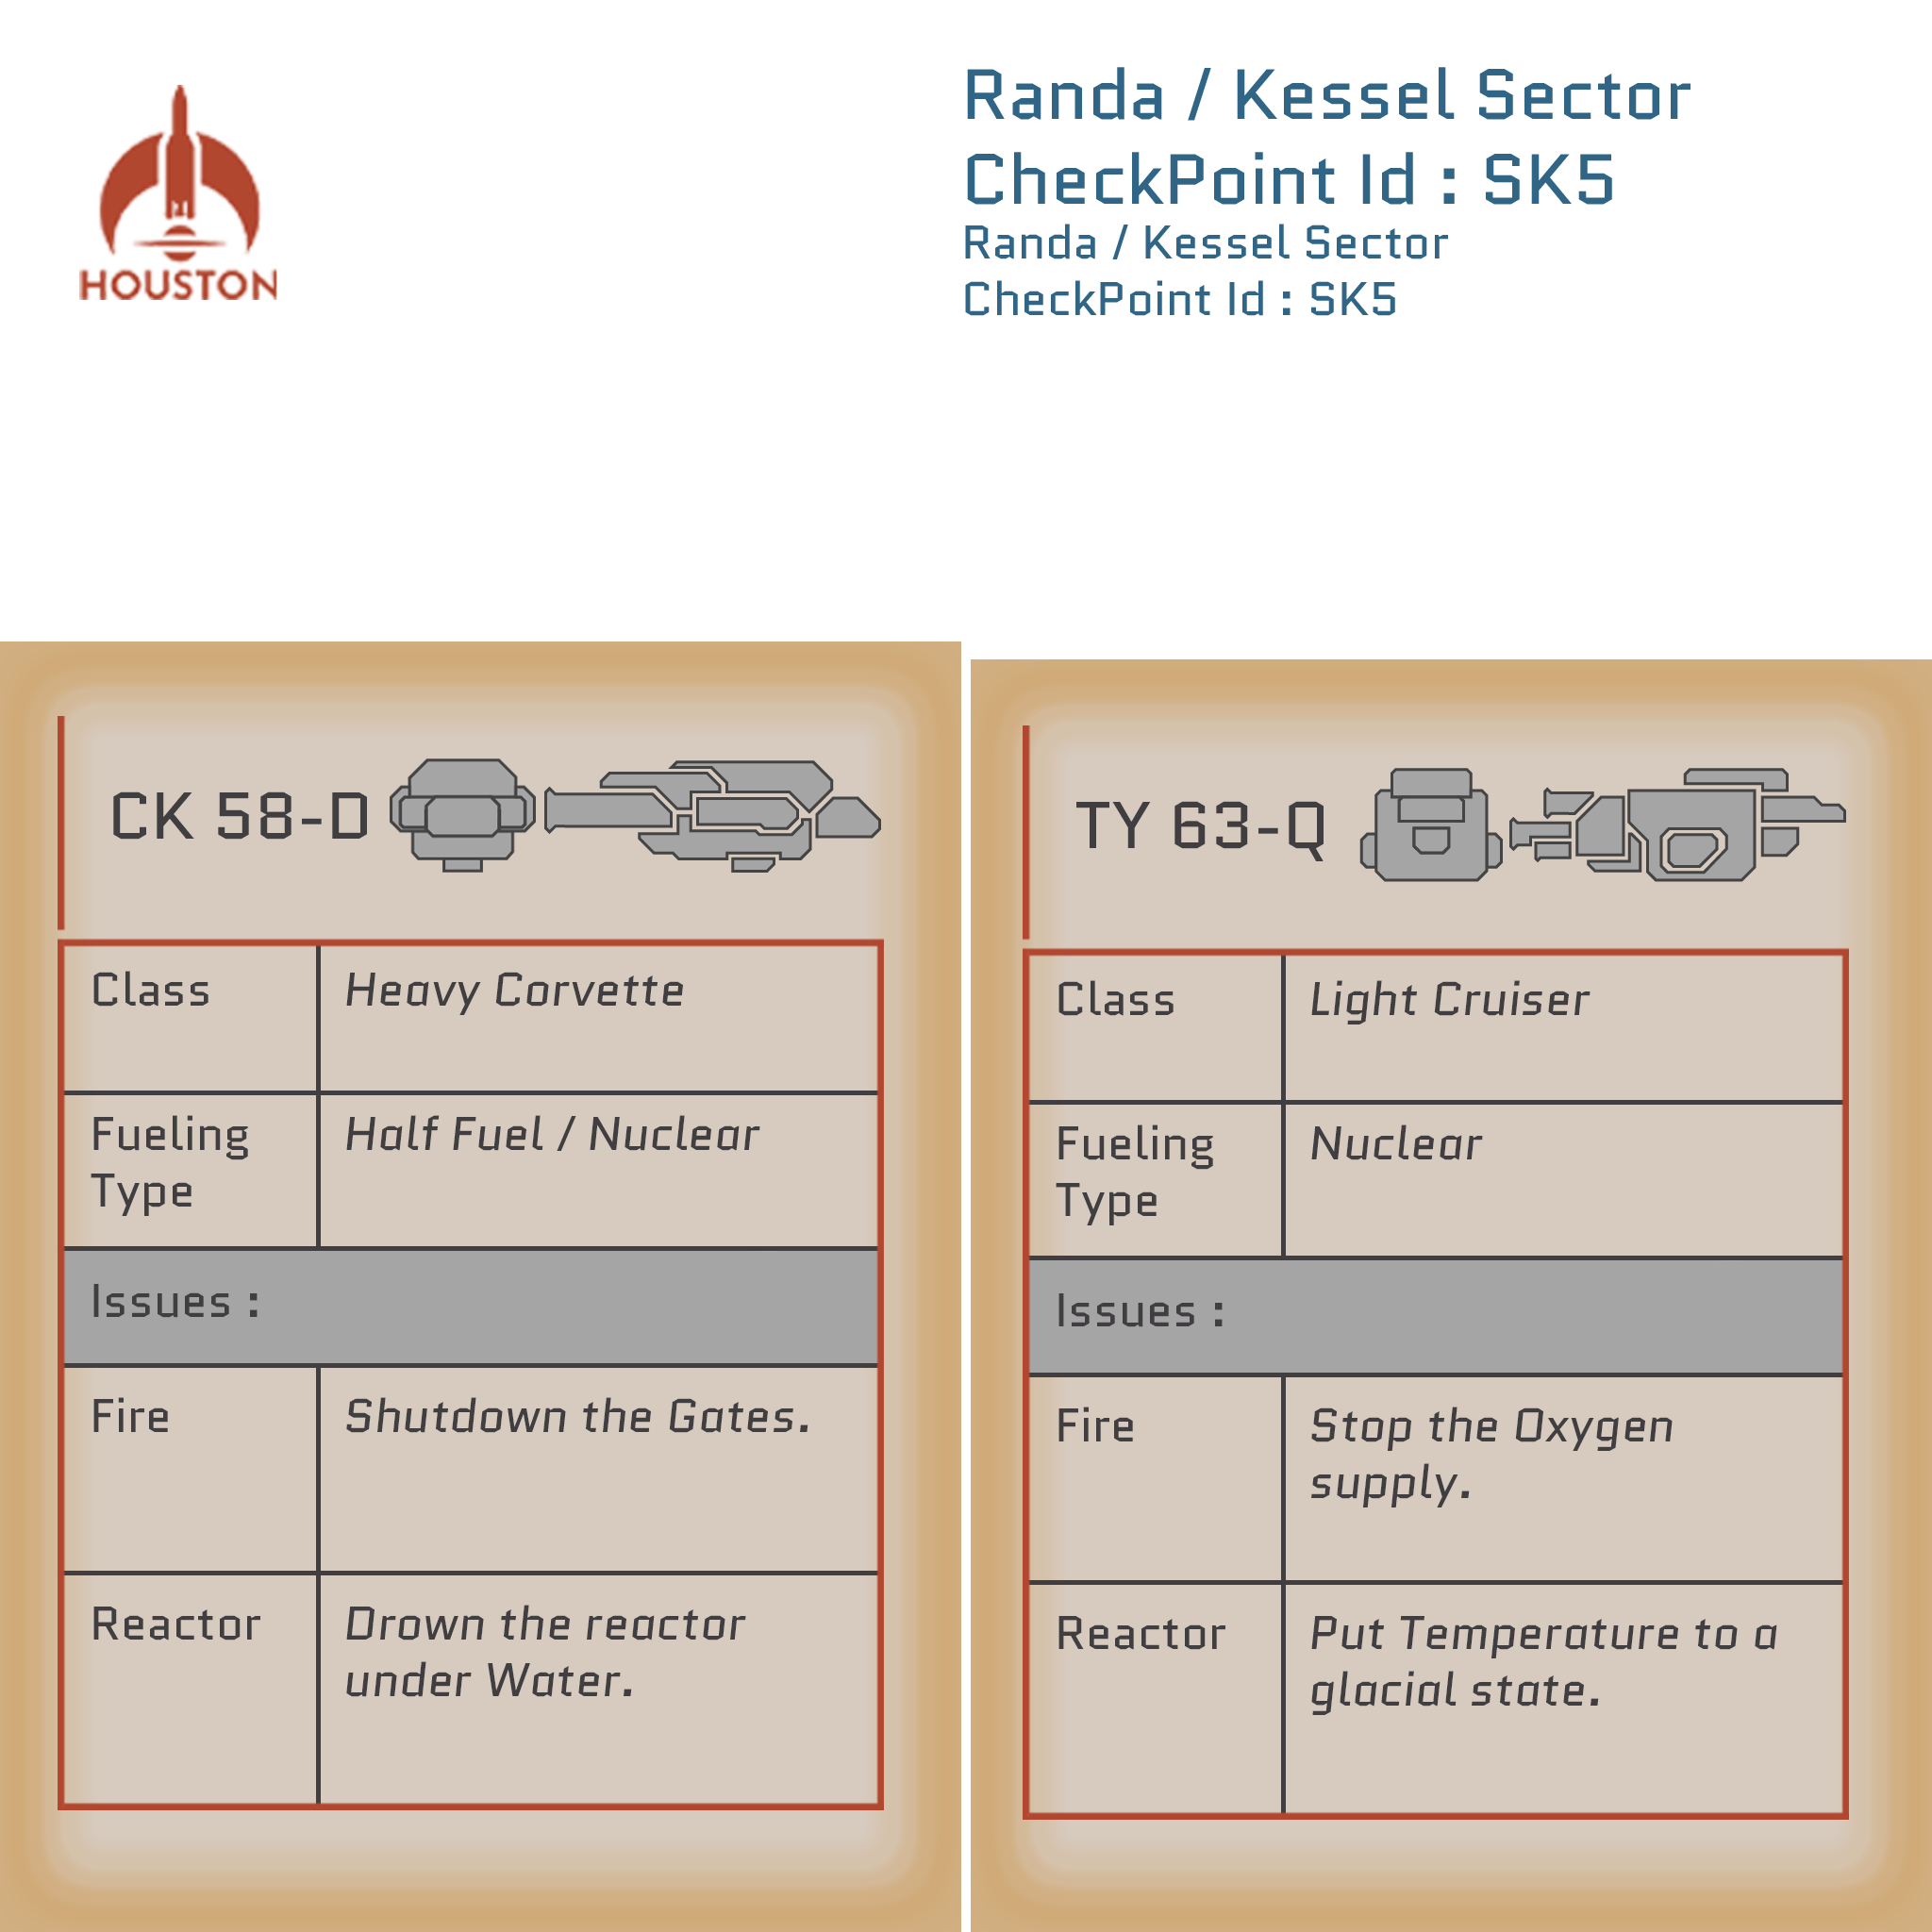 HOUSTON
Randa / Kessel Sector
CheckPoint Id : SK5
Randa / Kessel Sector
CheckPoint Id : SK5
CK 58-D
Class
Heavy Corvette
Fueling
Type
Half Fuel / Nuclear
Issues :
Fire
Shutdown the Gates.
Reactor
Drown the reactor
under Water.
TY 63-Q
Class
Light Cruiser
Fueling
Type
Nuclear
Issues :
Fire
Stop the Oxygen
supply.
Reactor
Put Temperature to a
glacial state.